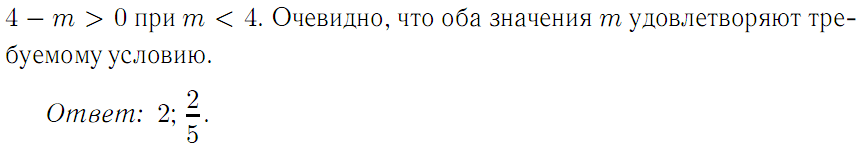 4 − m > 0 при m < 4. Очевидно, что оба значения m удовлетворяют тре-
буемому условию.
Ответ: 2; 2/5.